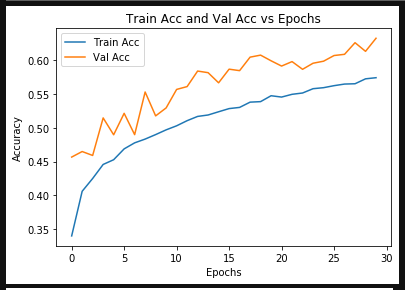 Train Acc and Val Acc vs Epochs
Train Acc
Val Acc
0.60
0.55
0.50
0.45
0.40
0.35
Accuracy
0 5 10 15 20 25 30
Epochs